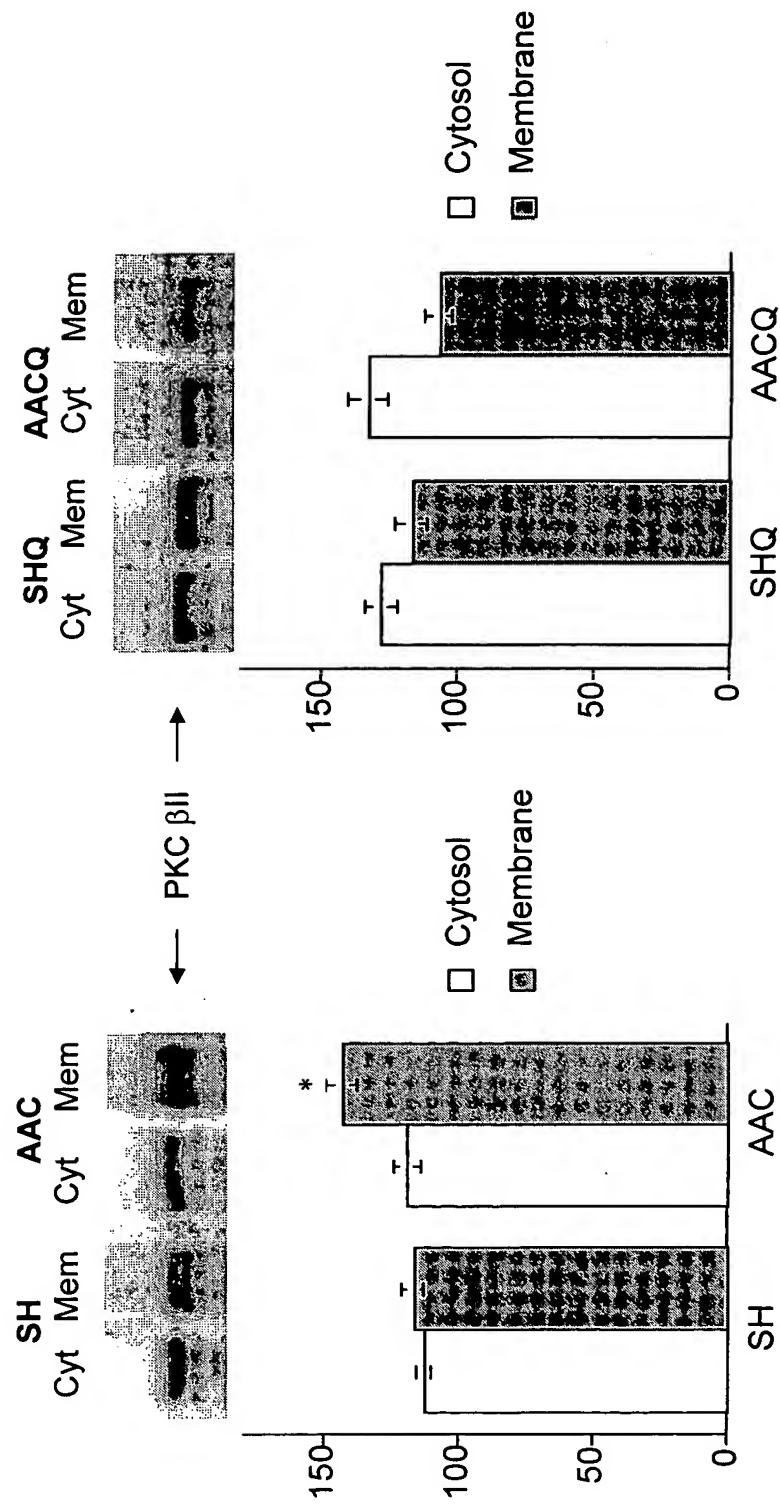 SH AAC
Cyt Mem Cyt Mem
← PKC βII →
SHQ AACQ
Cyt Mem Cyt Mem
150
100
50
0
*
SH AAC
Cytosol
Membrane
150
100
50
0
SHQ AACQ
Cytosol
Membrane